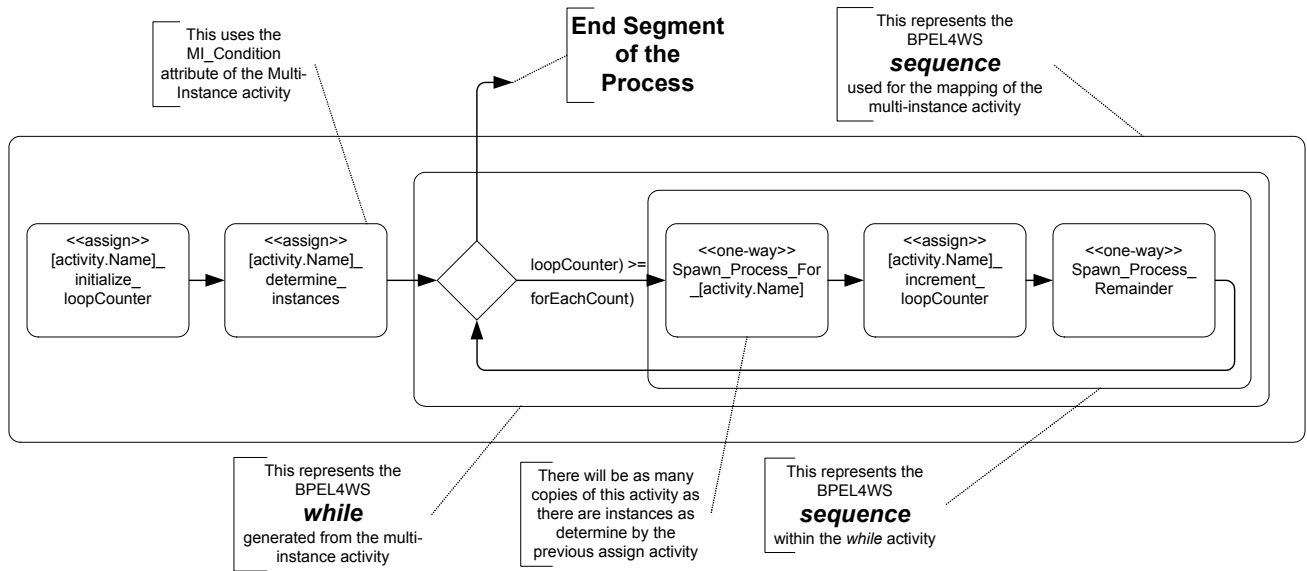 This uses the
MI_Condition
attribute of the Multi-
Instance activity
End Segment
of the
Process
This represents the
BPEL4WS
sequence
used for the mapping of the
multi-instance activity
<<assign>>
[activity.Name]_
initialize_
loopCounter
<<assign>>
[activity.Name]_
determine_
instances
loopCounter) >=
forEachCount)
<<one-way>>
Spawn_Process_For
_[activity.Name]
<<assign>>
[activity.Name]_
increment_
loopCounter
<<one-way>>
Spawn_Process_
Remainder
This represents the
BPEL4WS
while
generated from the multi-
instance activity
There will be as many
copies of this activity as
there are instances as
determine by the
previous assign activity
This represents the
BPEL4WS
sequence
within the while activity